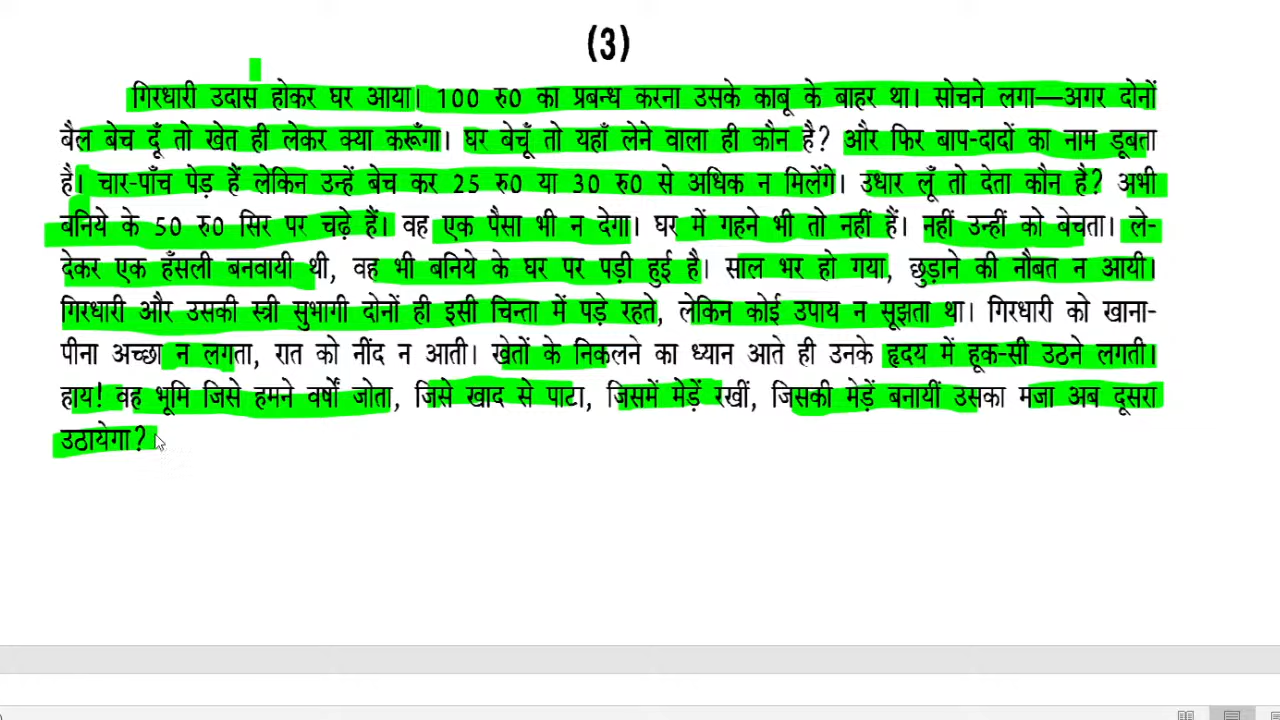 (3)
गिरधारी उदास होकर घर आया। 100 रु0 का प्रबन्ध करना उसके काबू के बाहर था। सोचने लगा—अगर दोनों
बैल बेच दूँ तो खेत ही लेकर क्या करूँगा। घर बेचूँ तो यहाँ लेने वाला ही कौन है? और फिर बाप-दादों का नाम डूबता
है। चार-पाँच पेड़ हैं लेकिन उन्हें बेच कर 25 रु0 या 30 रु0 से अधिक न मिलेंगे। उधार लूँ तो देता कौन है? अभी
बनिये के 50 रु0 सिर पर चढ़े हैं। वह एक पैसा भी न देगा। घर में गहने भी तो नहीं हैं। नहीं उन्हीं को बेचता। ले-
देकर एक हँसली बनवायी थी, वह भी बनिये के घर पर पड़ी हुई है। साल भर हो गया, छुड़ाने की नौबत न आयी।
गिरधारी और उसकी स्त्री सुभागी दोनों ही इसी चिन्ता में पड़े रहते, लेकिन कोई उपाय न सूझता था। गिरधारी को खाना-
पीना अच्छा न लगता, रात को नींद न आती। खेतों के निकलने का ध्यान आते ही उनके हृदय में हूक-सी उठने लगती।
हाय! वह भूमि जिसे हमने वर्षों जोता, जिसे खाद से पाटा, जिसमें मेड़ें रखीं, जिसकी मेड़ें बनायीं उसका मजा अब दूसरा
उठायेगा?